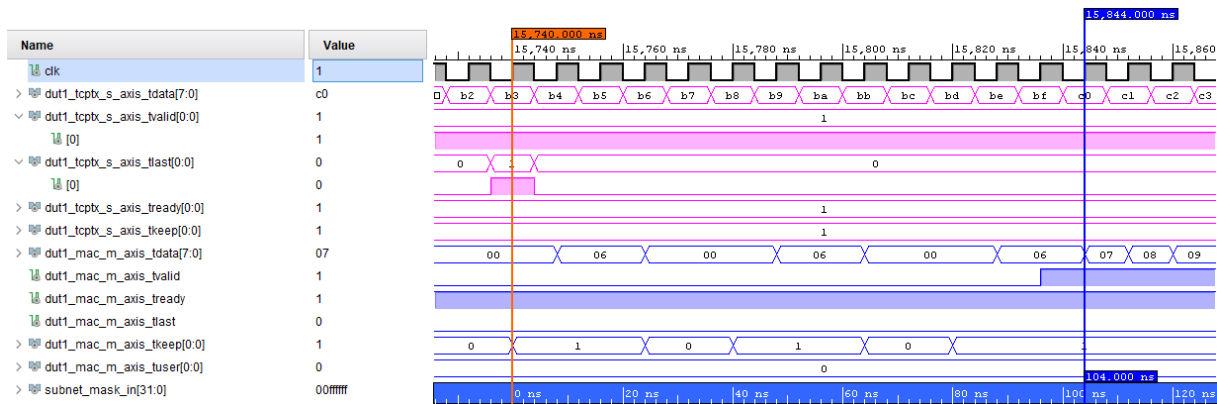 15,844.000 ns
15,740.000 ns
Name Value
15,740 ns 15,760 ns 15,780 ns 15,800 ns 15,820 ns 15,840 ns 15,860
clk 1
dut1_tcptx_s_axis_tdata[7:0] c0 b2 b3 b4 b5 b6 b7 b8 b9 ba bb bc bd be bf c0 c1 c2 c3
dut1_tcptx_s_axis_tvalid[0:0] 1 1
[0] 1
dut1_tcptx_s_axis_tlast[0:0] 0 0 1 0
[0] 0
dut1_tcptx_s_axis_tready[0:0] 1 1
dut1_tcptx_s_axis_tkeep[0:0] 1 1
dut1_mac_m_axis_tdata[7:0] 07 00 06 00 06 00 06 07 08 09
dut1_mac_m_axis_tvalid 1
dut1_mac_m_axis_tready 1
dut1_mac_m_axis_tlast 0
dut1_mac_m_axis_tkeep[0:0] 1 0 1 0 1 0 1
dut1_mac_m_axis_tuser[0:0] 0 0
104.000 ns
subnet_mask_in[31:0] 00ffffff
0 ns 20 ns 40 ns 60 ns 80 ns 100 ns 120 ns